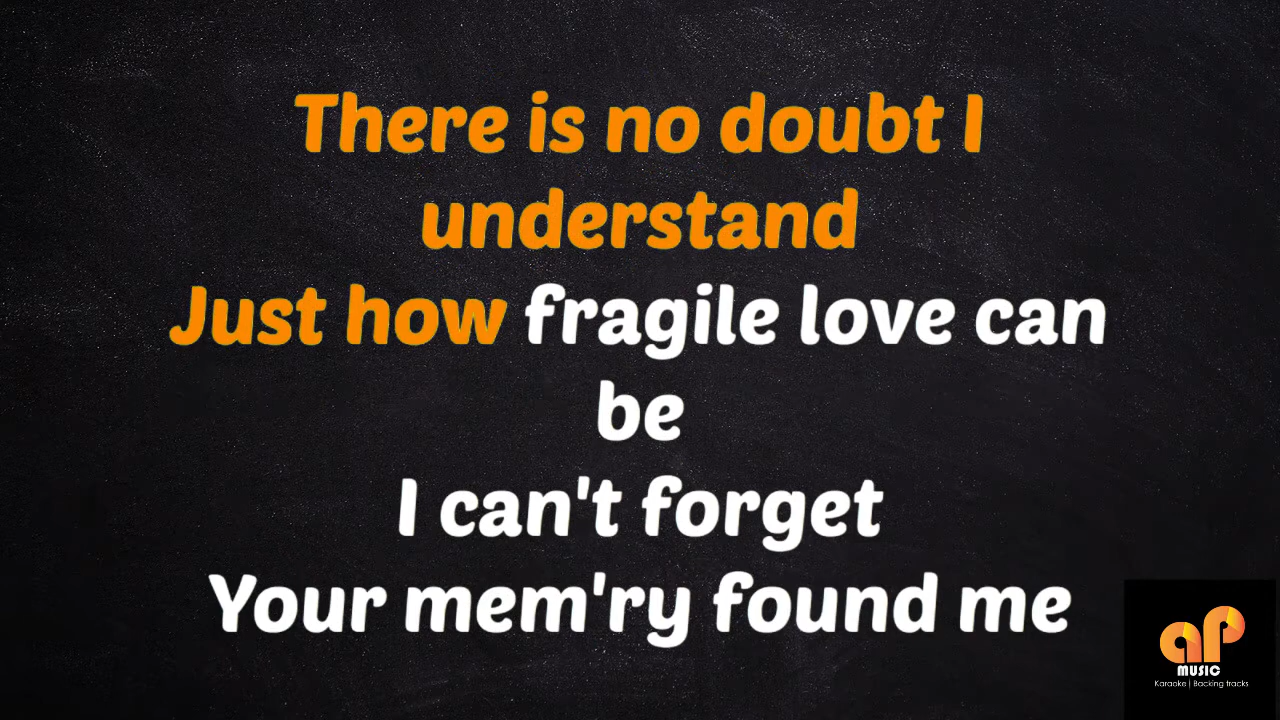 There is no doubt I
understand
Just how fragile love can
be
I can't forget
Your mem'ry found me
ap
MUSIC
Karaoke | Backing tracks